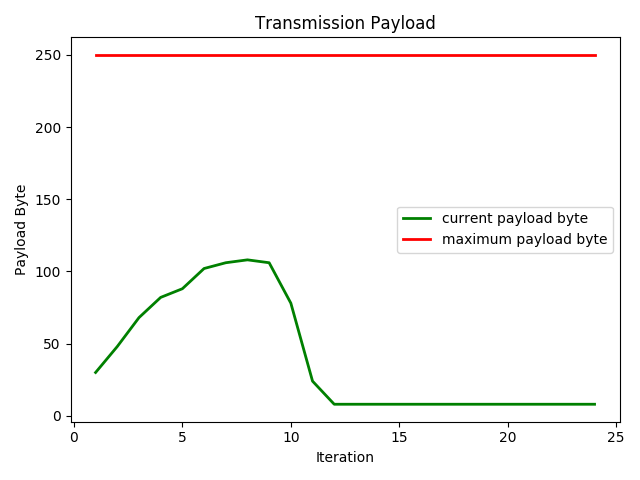 Transmission Payload
250
200
150
100
50
0
Payload Byte
current payload byte
maximum payload byte
0 5 10 15 20 25
Iteration